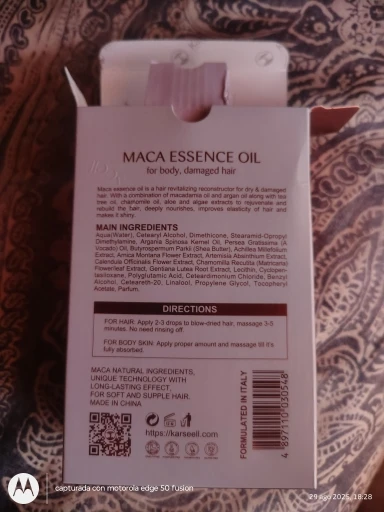 MACA ESSENCE OIL
for body, damaged hair
Maca essence oil is a hair revitalizing reconstructor for dry & damaged
hair. With a combination of macadamia oil and argan oil along with tea
tree oil, chamomile oil, aloe and algae extracts to rejuvenate and
rebuild the hair, deeply nourishes, improves elasticity of hair and
makes it shiny.
MAIN INGREDIENTS
Aqua(Water), Cetearyl Alcohol, Dimethicone, Stearamido-Opropyl
Dimethylamine, Argania Spinosa Kernel Oil, Persea Gratissima (A
vocado) Oil, Butyrospermum Parkii (Shea Butter), Achillea Millefolium
Extract, Arnica Montana Flower Extract, Artemisia Absinthium Extract,
Calendula Officinalis Flower Extract, Chamomilla Recutita (Matricaria)
Flower/leaf Extract, Gentiana Lutea Root Extract, Lecithin, Cyclopen-
tasiloxane, Polyglutamic Acid, Ceteardimonium Chloride, Benzyl
Alcohol, Ceteareth-20, Linalool, Propylene Glycol, Tocopheryl
Acetate, Parfum.
DIRECTIONS
FOR HAIR: Apply 2-3 drops to blow-dried hair, massage 3-5
minutes. No need rinsing off.
FOR BODY SKIN: Apply proper amount and massage till it's
fully absorbed.
MACA NATURAL INGREDIENTS,
UNIQUE TECHNOLOGY WITH
LONG-LASTING EFFECT,
FOR SOFT AND SUPPLE HAIR.
MADE IN CHINA
https://karseell.com
FORMULATED IN ITALY
4 897110 030548
capturada con motorola edge 50 fusion
29 ago 2025, 18:28